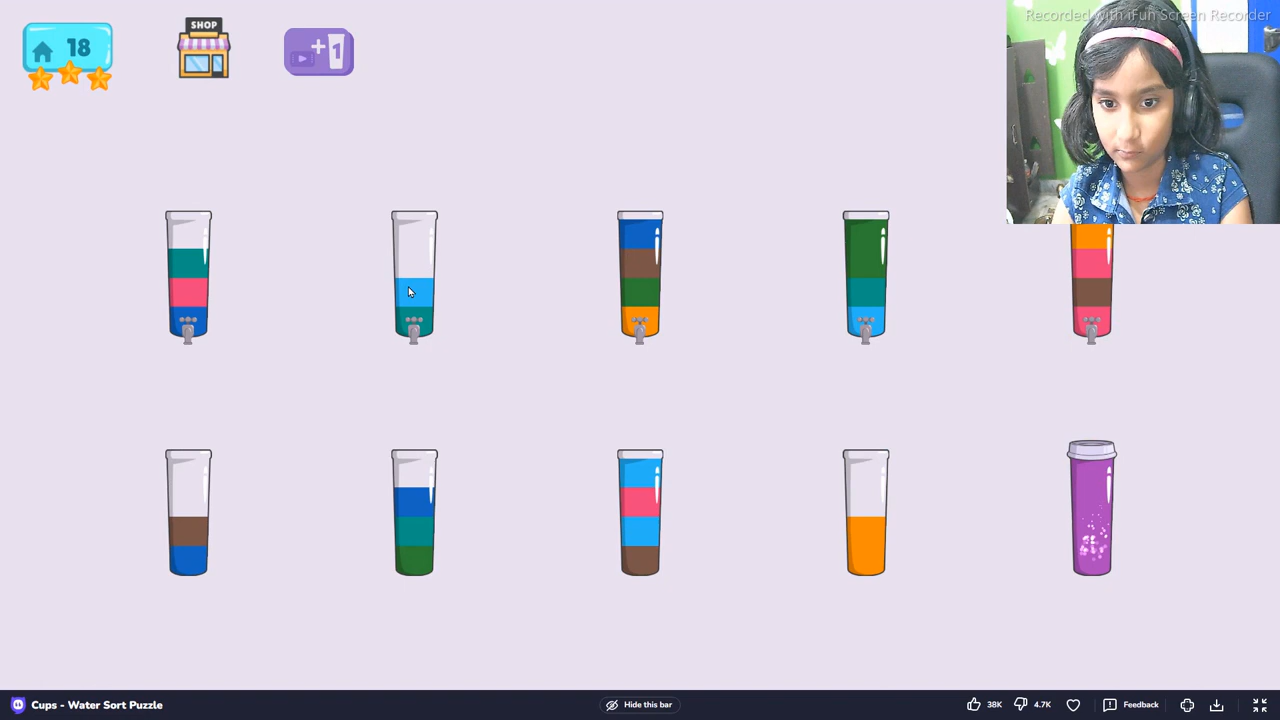 Recorded with iFun Screen Recorder
18
SHOP
+1
Cups - Water Sort Puzzle
Hide this bar
38K
4.7K
Feedback